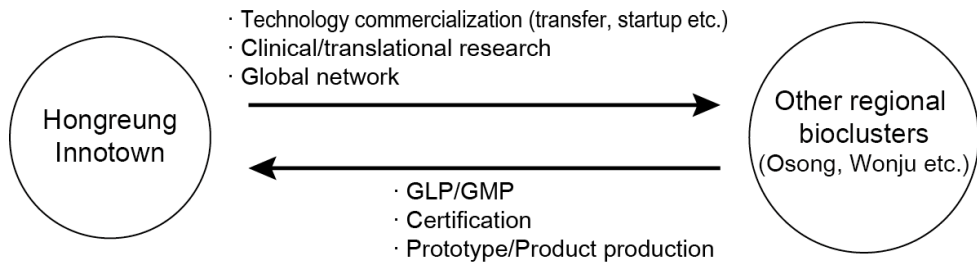 · Technology commercialization (transfer, startup etc.)
· Clinical/translational research
· Global network
Hongreung
Innotown
Other regional
bioclusters
(Osong, Wonju etc.)
· GLP/GMP
· Certification
· Prototype/Product production